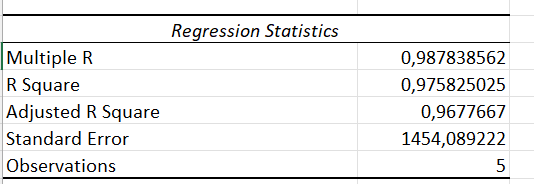 Regression Statistics
Multiple R 0,987838562
R Square 0,975825025
Adjusted R Square 0,9677667
Standard Error 1454,089222
Observations 5